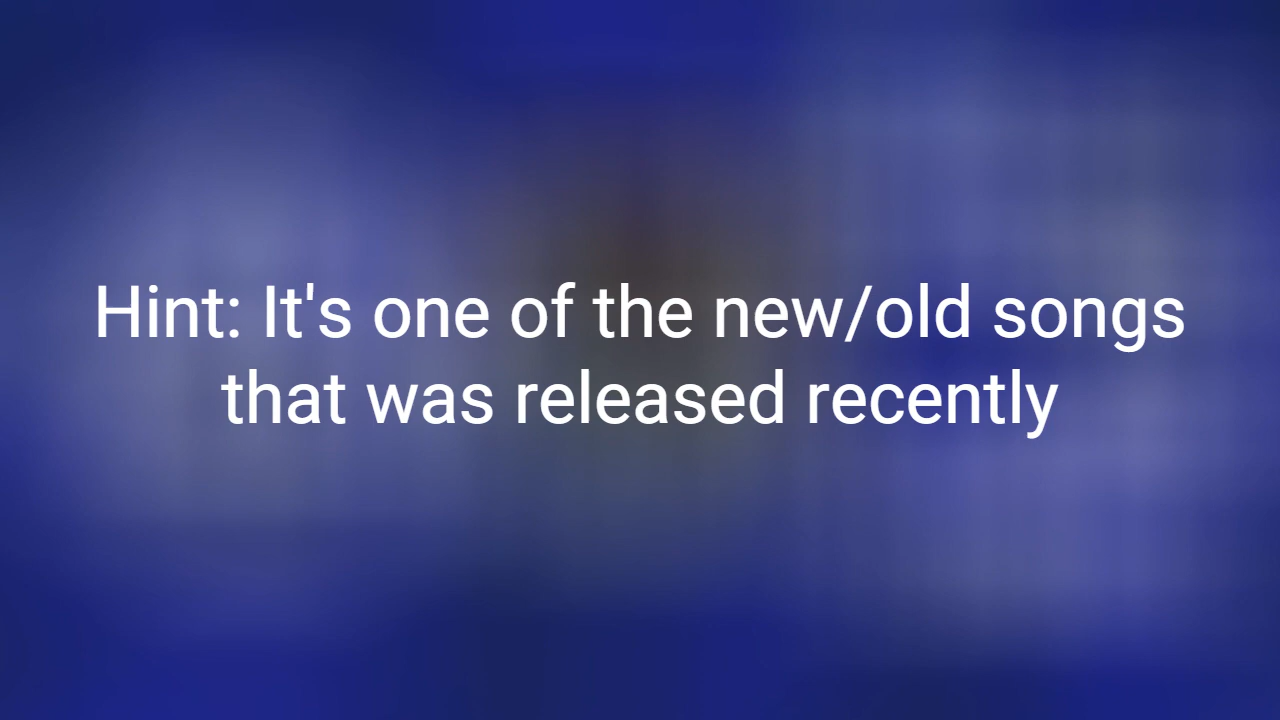 Hint: It's one of the new/old songs
that was released recently